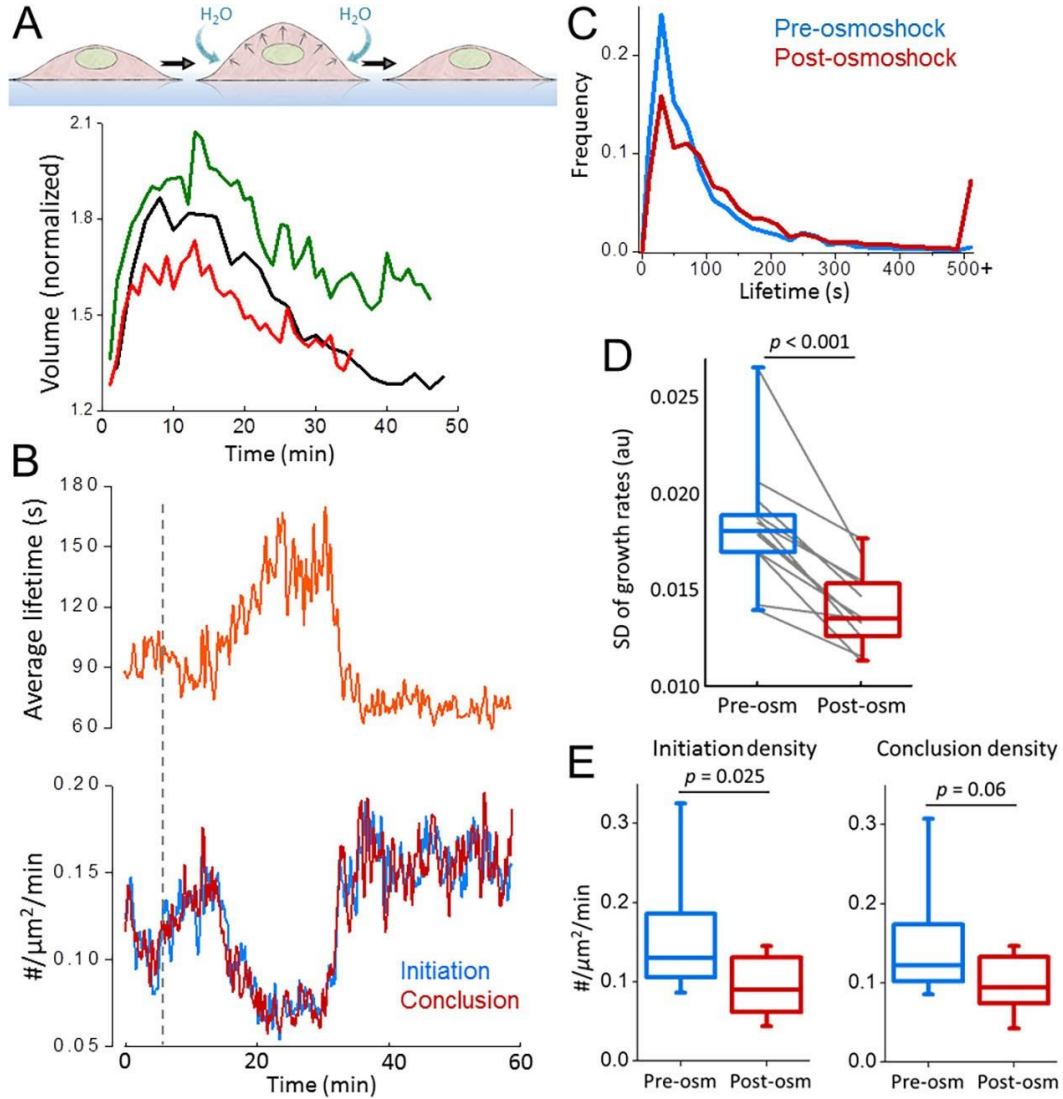 A
H₂O
H₂O
2.1
1.8
1.5
1.2
Volume (normalized)
0
10
20
30
40
50
Time (min)
B
180
150
120
90
60
Average lifetime (s)
0.20
0.15
0.10
0.05
#/μm²/min
Initiation
Conclusion
0
20
40
60
Time (min)
C
Pre-osmoshock
Post-osmoshock
0.2
0.1
0.0
Frequency
0
100
200
300
400
500+
Lifetime (s)
D
p < 0.001
0.025
0.020
0.015
0.010
SD of growth rates (au)
Pre-osm
Post-osm
E
Initiation density
p = 0.025
0.3
0.2
0.1
0.0
#/μm²/min
Pre-osm
Post-osm
Conclusion density
p = 0.06
0.3
0.2
0.1
0.0
Pre-osm
Post-osm